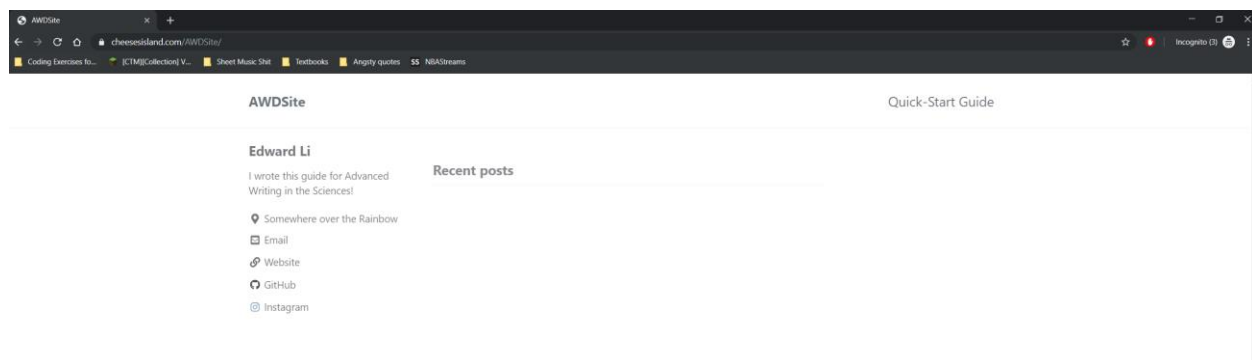 AWDSite
cheesesisland.com/AWDSite/
Incognito (3)
Coding Exercises fo... [CTM][Collection] V... Sheet Music Shit Textbooks Angsty quotes SS NBAStreams
AWDSite Quick-Start Guide
Edward Li
I wrote this guide for Advanced
Writing in the Sciences!
Somewhere over the Rainbow
Email
Website
GitHub
Instagram
Recent posts